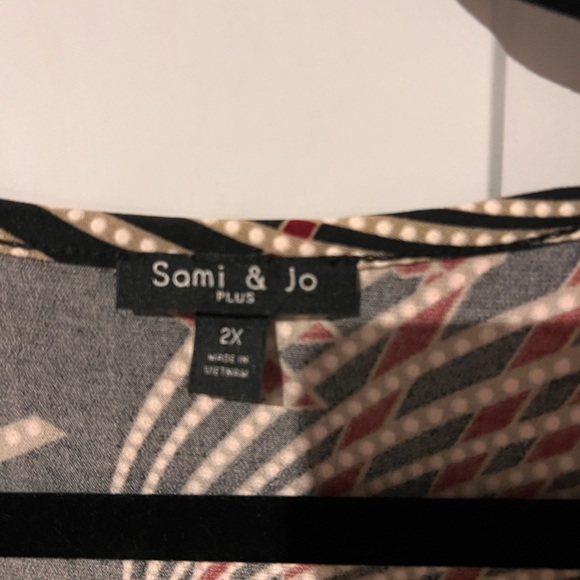 Sami & Jo
PLUS
2X
MADE IN
VIETNAM